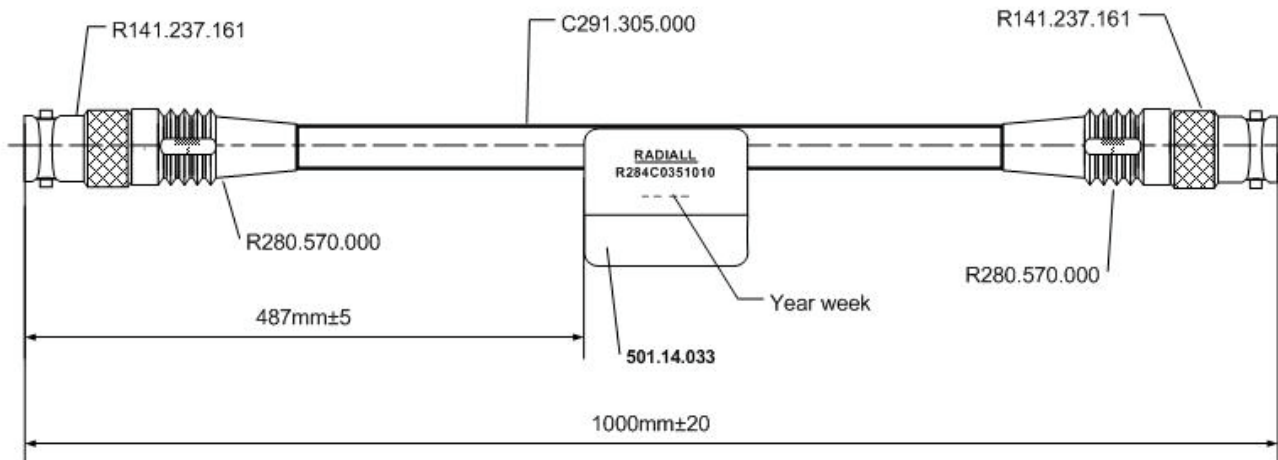 R141.237.161
C291.305.000
R141.237.161
RADIALL
R284C0351010
R280.570.000
R280.570.000
Year week
487mm±5
501.14.033
1000mm±20